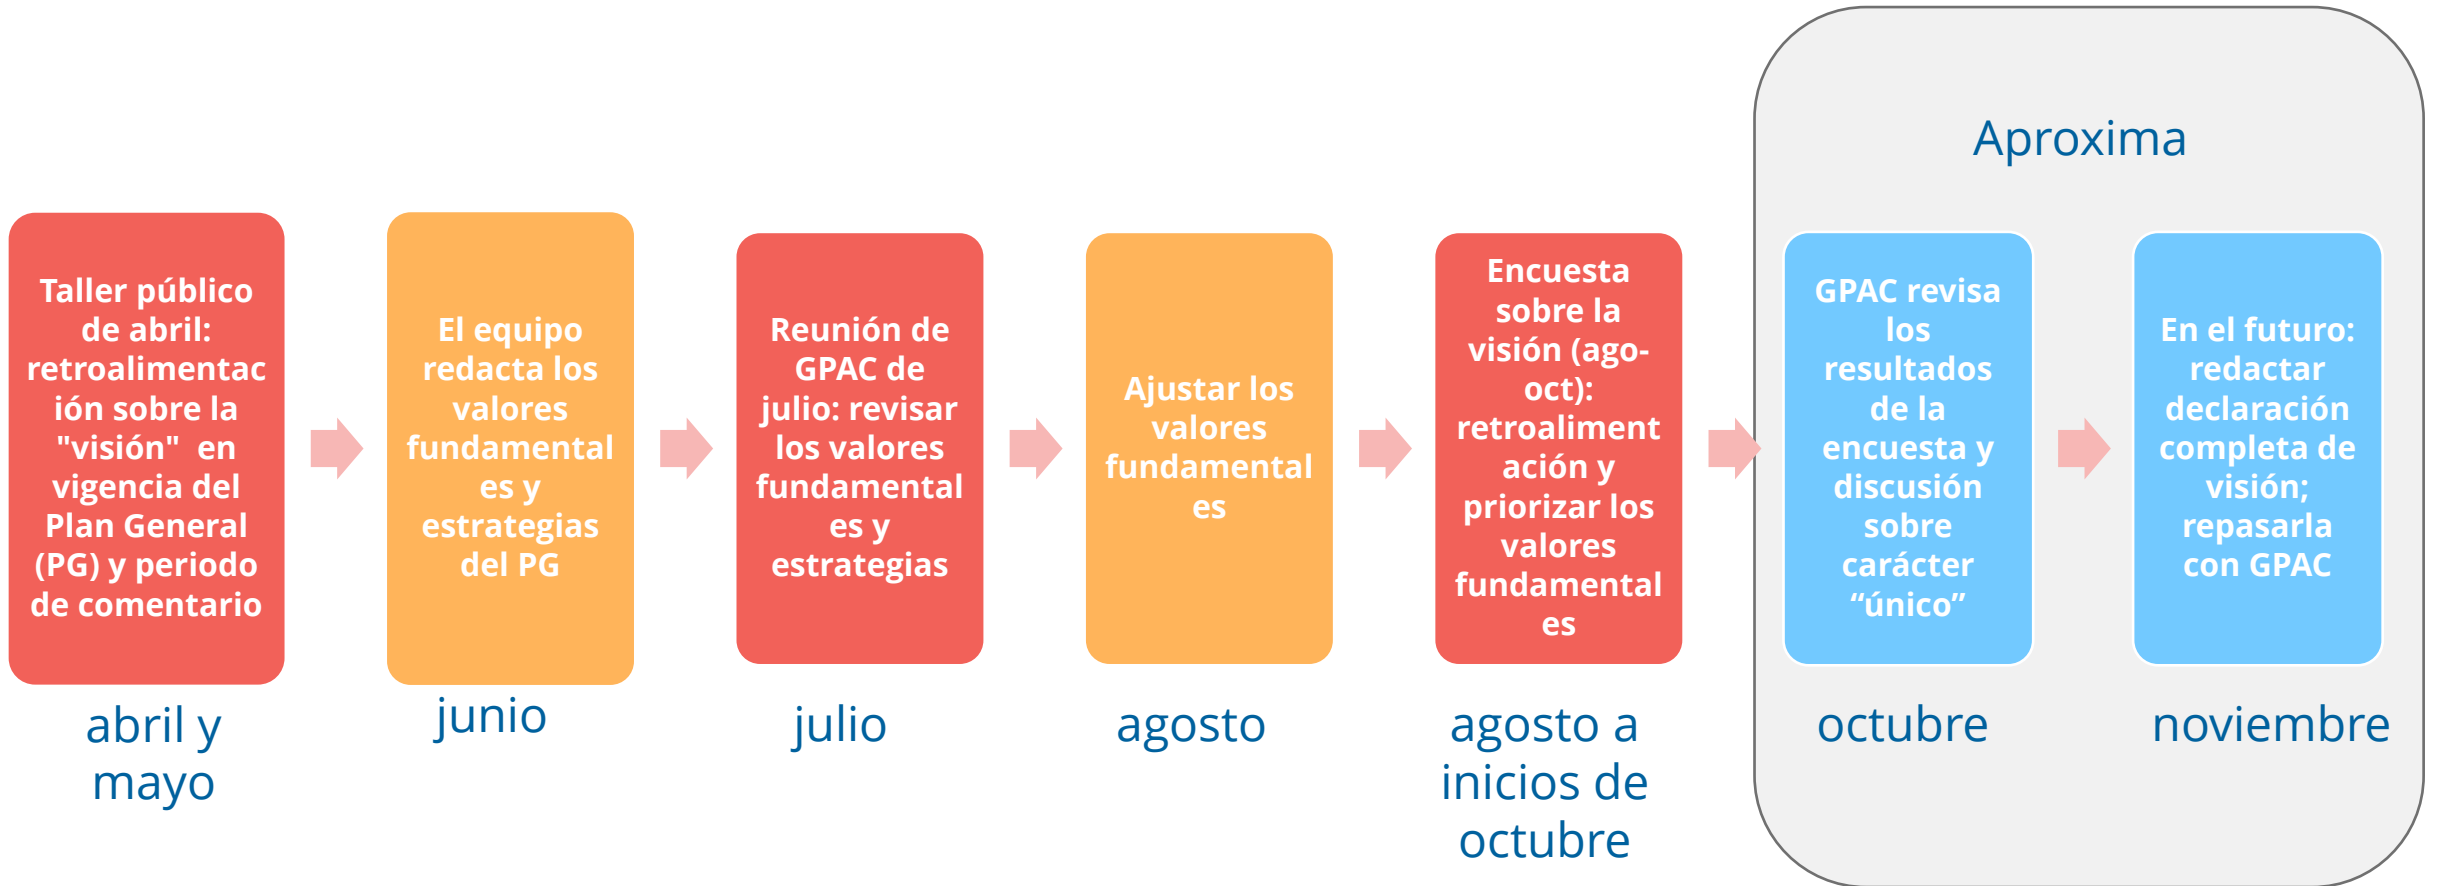 Taller público
de abril:
retroalimentac
ión sobre la
"visión" en
vigencia del
Plan General
(PG) y periodo
de comentario
abril y
mayo
El equipo
redacta los
valores
fundamental
es y
estrategias
del PG
junio
Reunión de
GPAC de
julio: revisar
los valores
fundamental
es y
estrategias
julio
Ajustar los
valores
fundamental
es
agosto
Encuesta
sobre la
visión (ago-
oct):
retroaliment
ación y
priorizar los
valores
fundamental
es
agosto a
inicios de
octubre
Aproxima
GPAC revisa
los
resultados
de la
encuesta y
discusión
sobre
carácter
“único”
octubre
En el futuro:
redactar
declaración
completa de
visión;
repasarla
con GPAC
noviembre